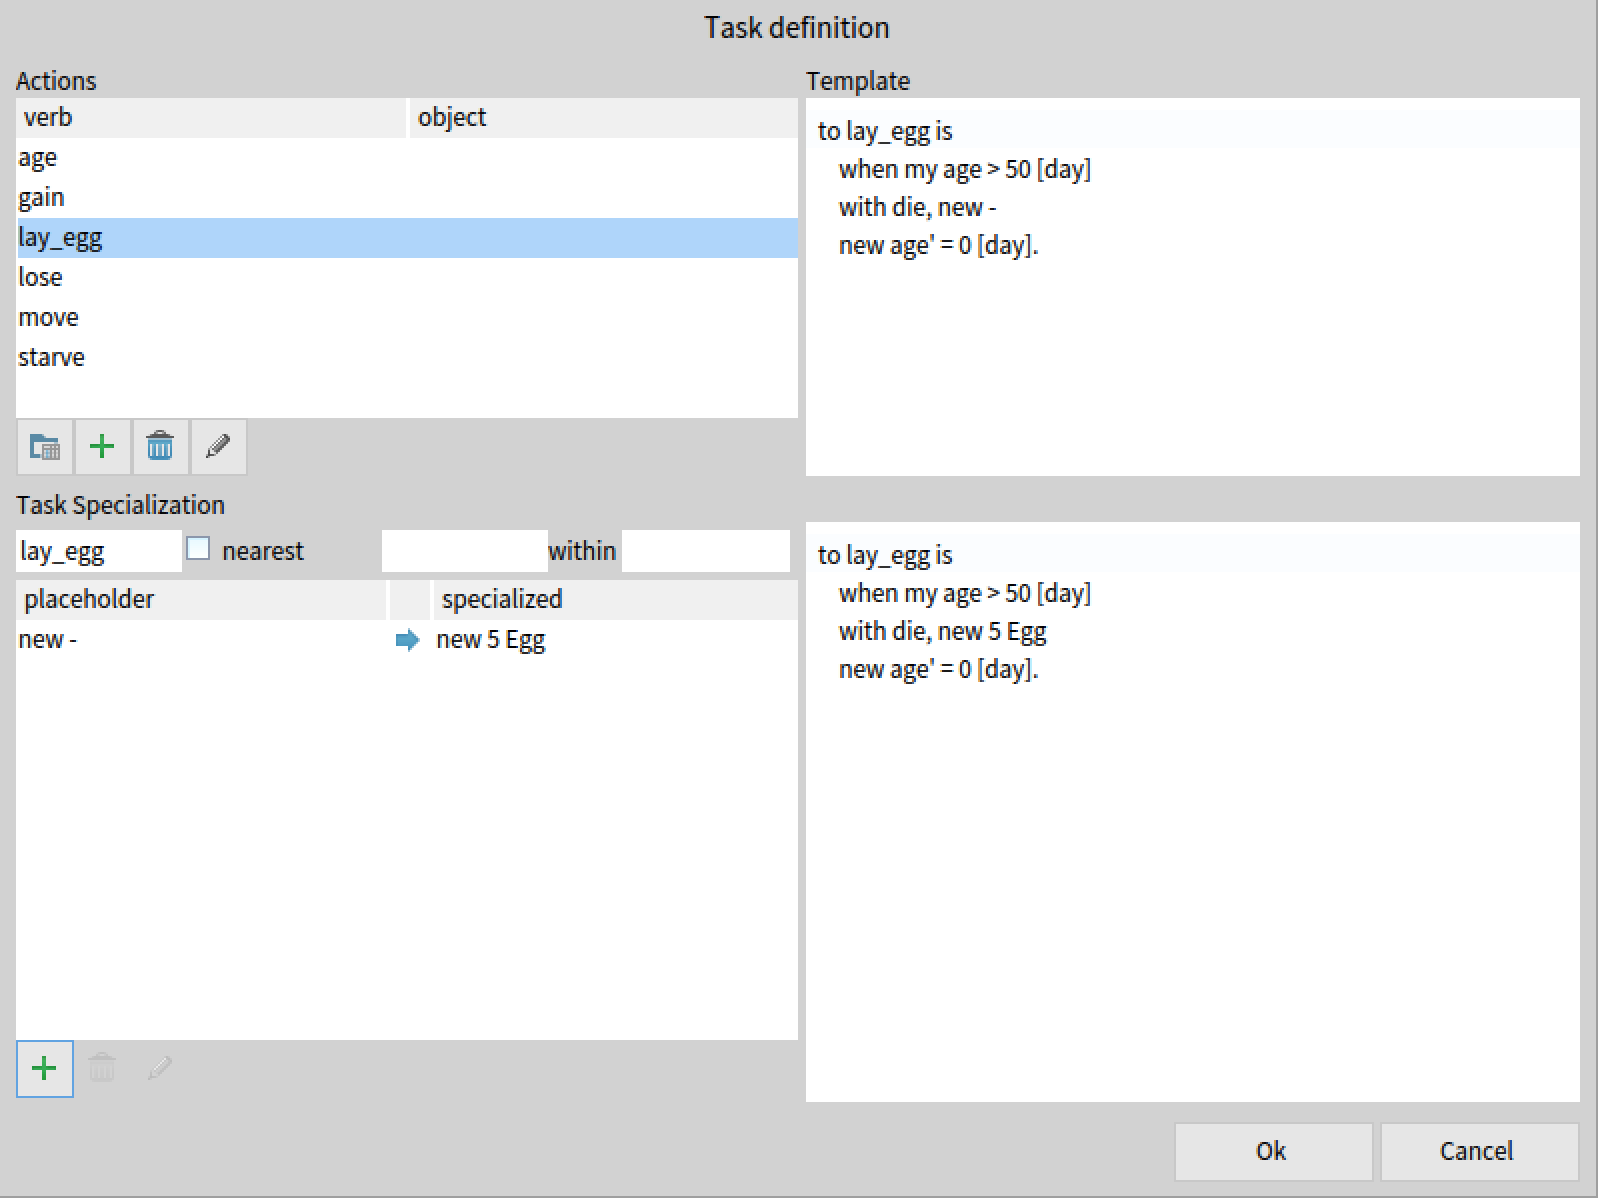 Task definition
Actions
verb object
age
gain
lay_egg
lose
move
starve
Template
to lay_egg is
when my age > 50 [day]
with die, new -
new age' = 0 [day].
Task Specialization
lay_egg nearest within
placeholder specialized
new - new 5 Egg
to lay_egg is
when my age > 50 [day]
with die, new 5 Egg
new age' = 0 [day].
Ok Cancel